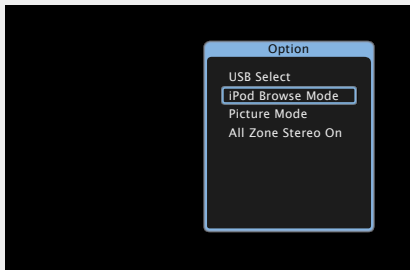 Option
USB Select
iPod Browse Mode
Picture Mode
All Zone Stereo On